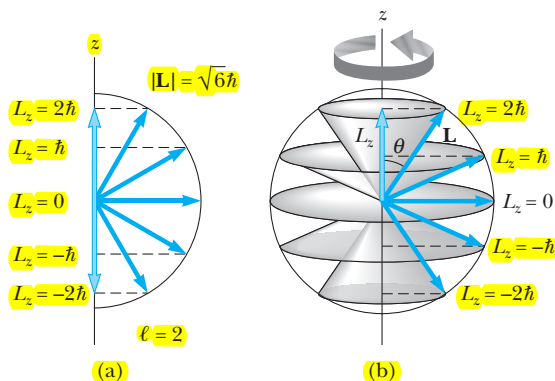 z
|L| = √6ħ
L_z = 2ħ
L_z = ħ
L_z = 0
L_z = −ħ
L_z = −2ħ
ℓ = 2
(a)
z
L_z = 2ħ
L_z
θ
L
L_z = ħ
L_z = 0
L_z = −ħ
L_z = −2ħ
(b)